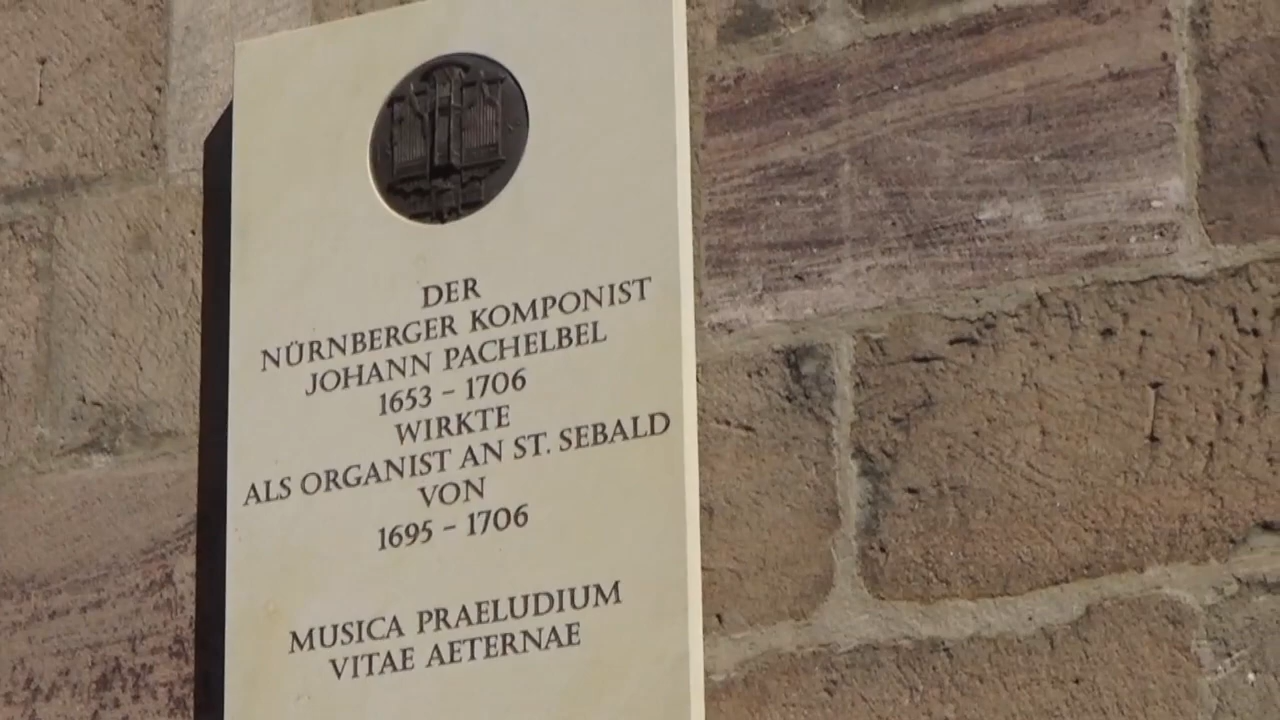 DER
NÜRNBERGER KOMPONIST
JOHANN PACHELBEL
1653 – 1706
WIRKTE
ALS ORGANIST AN ST. SEBALD
VON
1695 – 1706
MUSICA PRAELUDIUM
VITAE AETERNAE